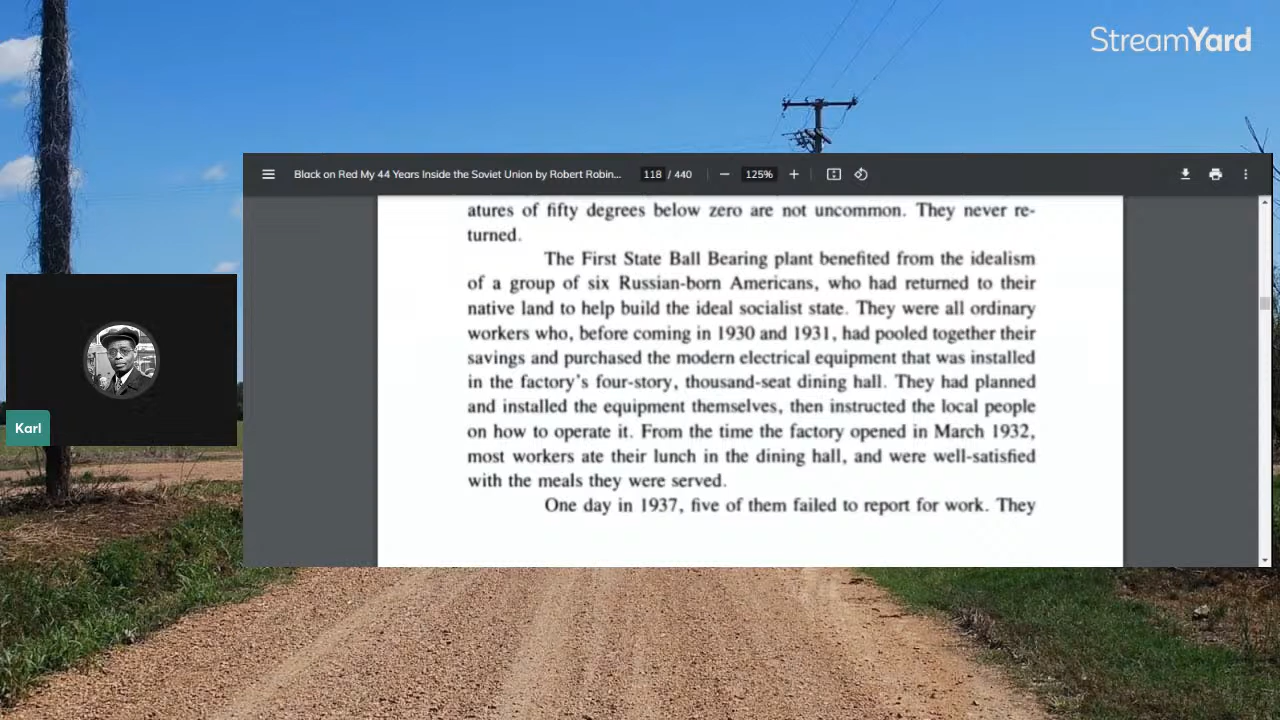 StreamYard
Black on Red My 44 Years Inside the Soviet Union by Robert Robin... 118 / 440 125%
atures of fifty degrees below zero are not uncommon. They never re-
turned.
The First State Ball Bearing plant benefited from the idealism
of a group of six Russian-born Americans, who had returned to their
native land to help build the ideal socialist state. They were all ordinary
workers who, before coming in 1930 and 1931, had pooled together their
savings and purchased the modern electrical equipment that was installed
in the factory's four-story, thousand-seat dining hall. They had planned
and installed the equipment themselves, then instructed the local people
on how to operate it. From the time the factory opened in March 1932,
most workers ate their lunch in the dining hall, and were well-satisfied
with the meals they were served.
One day in 1937, five of them failed to report for work. They
Karl